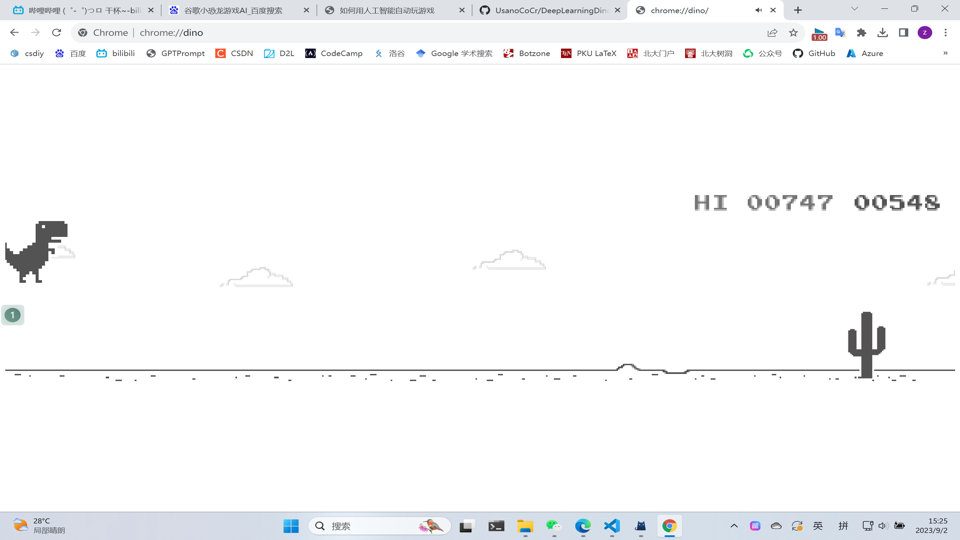 哔哩哔哩 (゜-゜)つロ 干杯~-bili
谷歌小恐龙游戏AI_百度搜索
如何用人工智能自动玩游戏
UsanoCoCr/DeepLearningDin
chrome://dino/
Chrome | chrome://dino
1.00
z
csdiy
百度
bilibili
GPTPrompt
CSDN
D2L
CodeCamp
洛谷
Google 学术搜索
Botzone
PKU LaTeX
北大门户
北大树洞
公众号
GitHub
Azure
»
HI 00747 00548
1
28°C
局部晴朗
搜索
英
拼
15:25
2023/9/2